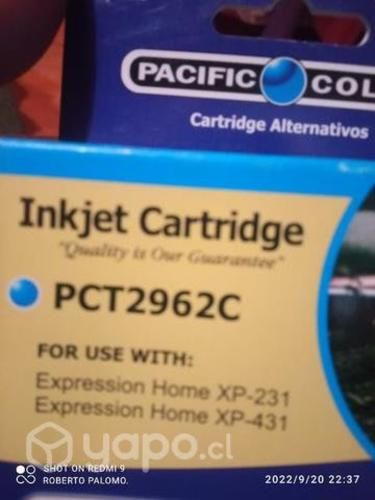 PACIFIC COL
Cartridge Alternativos
Inkjet Cartridge
"Quality is Our Guarantee"
PCT2962C
FOR USE WITH:
Expression Home XP-231
Expression Home XP-431
yapo.cl
SHOT ON REDMI 9
ROBERTO PALOMO.
2022/9/20 22:37